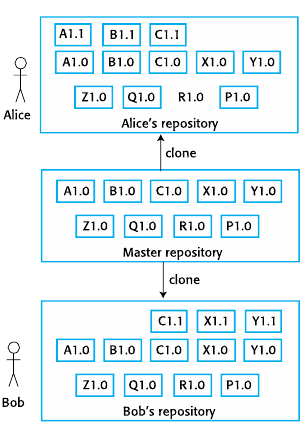 A1.1 B1.1 C1.1
A1.0 B1.0 C1.0 X1.0 Y1.0
Z1.0 Q1.0 R1.0 P1.0
Alice
Alice's repository
clone
A1.0 B1.0 C1.0 X1.0 Y1.0
Z1.0 Q1.0 R1.0 P1.0
Master repository
clone
C1.1 X1.1 Y1.1
A1.0 B1.0 C1.0 X1.0 Y1.0
Z1.0 Q1.0 R1.0 P1.0
Bob
Bob's repository